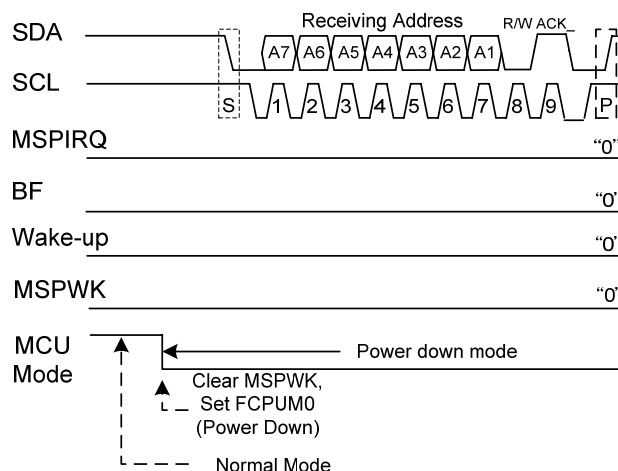 Receiving Address
SDA
A7 A6 A5 A4 A3 A2 A1 R/W ACK_
SCL
S 1 2 3 4 5 6 7 8 9 P
MSPIRQ "0"
BF "0'
Wake-up "0'
MSPWK "0'
MCU
Mode
Power down mode
Clear MSPWK,
Set FCPUM0
(Power Down)
Normal Mode